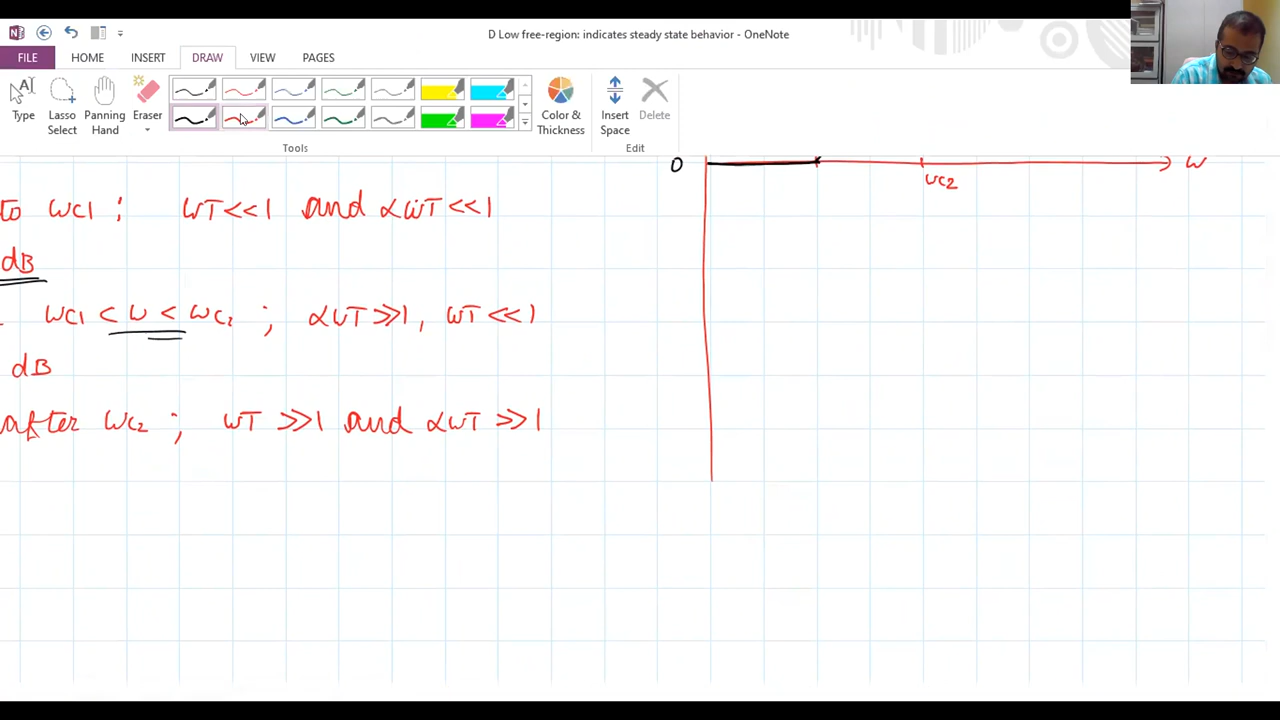 D Low free-region: indicates steady state behavior - OneNote
FILE HOME INSERT DRAW VIEW PAGES
Type Lasso Select Panning Hand Eraser Color & Thickness Insert Space Delete
Tools Edit
0 ω
ωc2
to ωc1 ; ωT<<1 and αωT<<1
dB
ωc1 < ω < ωc2 ; αωT>>1, ωT<<1
dB
after ωc2 ; ωT >>1 and αωT >>1